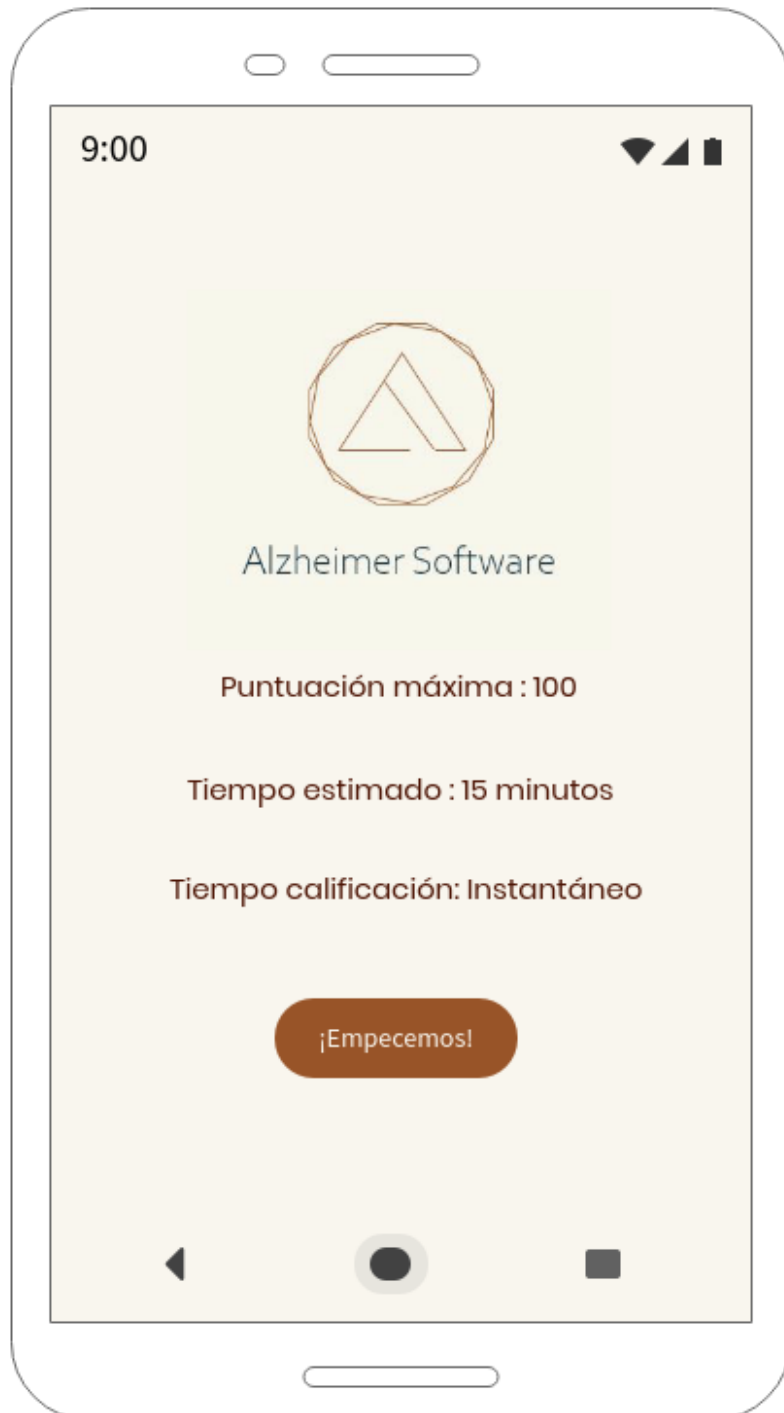 9:00
Alzheimer Software
Puntuación máxima : 100
Tiempo estimado : 15 minutos
Tiempo calificación: Instantáneo
¡Empecemos!